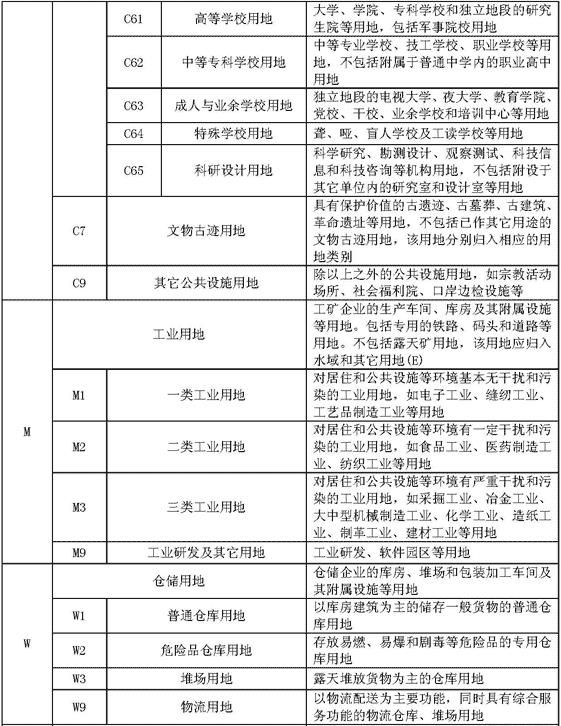 C61
高等学校用地
大学、学院、专科学校和独立地段的研究
生院等用地，包括军事院校用地
C62
中等专科学校用地
中等专业学校、技工学校、职业学校等用
地，不包括附属于普通中学内的职业高中
用地
C63
成人与业余学校用地
独立地段的电视大学、夜大学、教育学院、
党校、干校、业余学校和培训中心等用地
C64
特殊学校用地
聋、哑、盲人学校及工读学校等用地
C65
科研设计用地
科学研究、勘测设计、观察测试、科技信
息和科技咨询等机构用地，不包括附设于
其它单位内的研究室和设计室等用地
C7
文物古迹用地
具有保护价值的古遗迹、古墓葬、古建筑、
革命遗址等用地，不包括已作其它用途的
文物古迹用地，该用地分别归入相应的用
地类别
C9
其它公共设施用地
除以上之外的公共设施用地，如宗教活动
场所、社会福利院、口岸边检设施等
M
工业用地
工矿企业的生产车间、库房及其附属设施
等用地。包括专用的铁路、码头和道路等
用地。不包括露天矿用地，该用地应归入
水域和其它用地(E)
M1
一类工业用地
对居住和公共设施等环境基本无干扰和污
染的工业用地，如电子工业、缝纫工业、
工艺品制造工业等用地
M2
二类工业用地
对居住和公共设施等环境有一定干扰和污
染的工业用地，如食品工业、医药制造工
业、纺织工业等用地
M3
三类工业用地
对居住和公共设施等环境有严重干扰和污
染的工业用地，如采掘工业、冶金工业、
大中型机械制造工业、化学工业、造纸工
业、制革工业、建材工业等用地
M9
工业研发及其它用地
工业研发、软件园区等用地
W
仓储用地
仓储企业的库房、堆场和包装加工车间及
其附属设施等用地
W1
普通仓库用地
以库房建筑为主的储存一般货物的普通仓
库用地
W2
危险品仓库用地
存放易燃、易爆和剧毒等危险品的专用仓
库用地
W3
堆场用地
露天堆放货物为主的仓库用地
W9
物流用地
以物流配送为主要功能，同时具有综合服
务功能的物流仓库、堆场用地